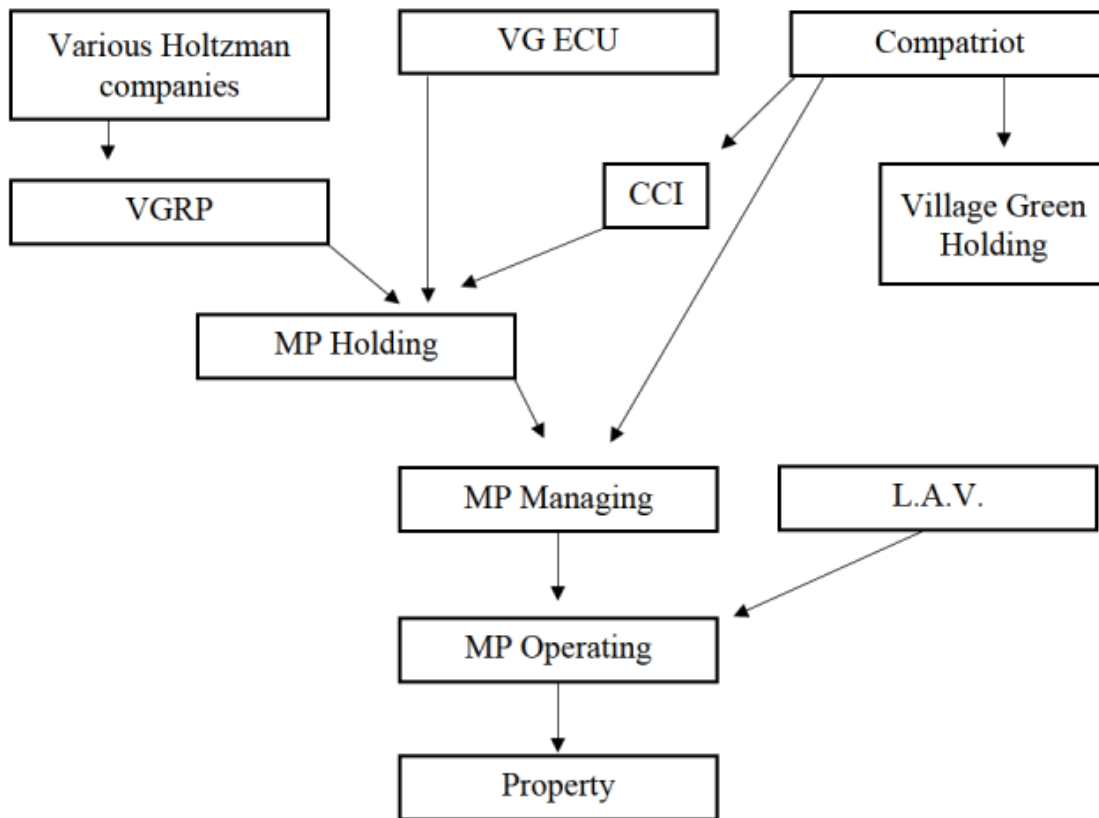 Various Holtzman
companies
VG ECU
Compatriot
VGRP
CCI
Village Green
Holding
MP Holding
MP Managing
L.A.V.
MP Operating
Property